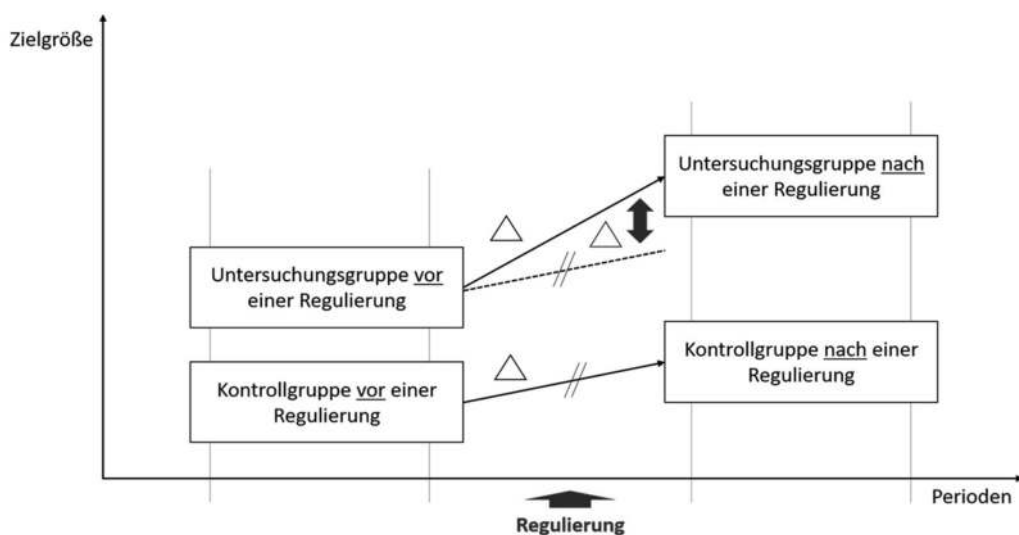 Zielgröße
Untersuchungsgruppe nach
einer Regulierung
Untersuchungsgruppe vor
einer Regulierung
Kontrollgruppe nach einer
Regulierung
Kontrollgruppe vor einer
Regulierung
Perioden
Regulierung